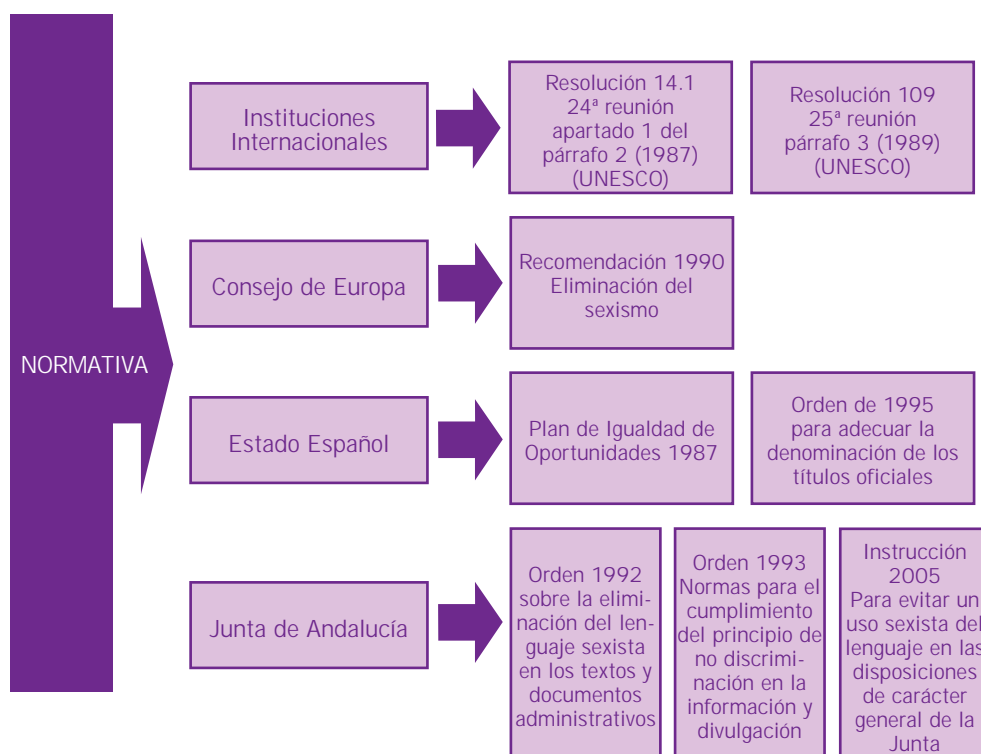 NORMATIVA
Instituciones
Internacionales
Resolución 14.1
24ª reunión
apartado 1 del
párrafo 2 (1987)
(UNESCO)
Resolución 109
25ª reunión
párrafo 3 (1989)
(UNESCO)
Consejo de Europa
Recomendación 1990
Eliminación del
sexismo
Estado Español
Plan de Igualdad de
Oportunidades 1987
Orden de 1995
para adecuar la
denominación de los
títulos oficiales
Junta de Andalucía
Orden 1992
sobre la elimi-
nación del len-
guaje sexista
en los textos y
documentos
administrativos
Orden 1993
Normas para el
cumplimiento
del principio de
no discrimi-
nación en la
información y
divulgación
Instrucción
2005
Para evitar un
uso sexista del
lenguaje en las
disposiciones
de carácter
general de la
Junta